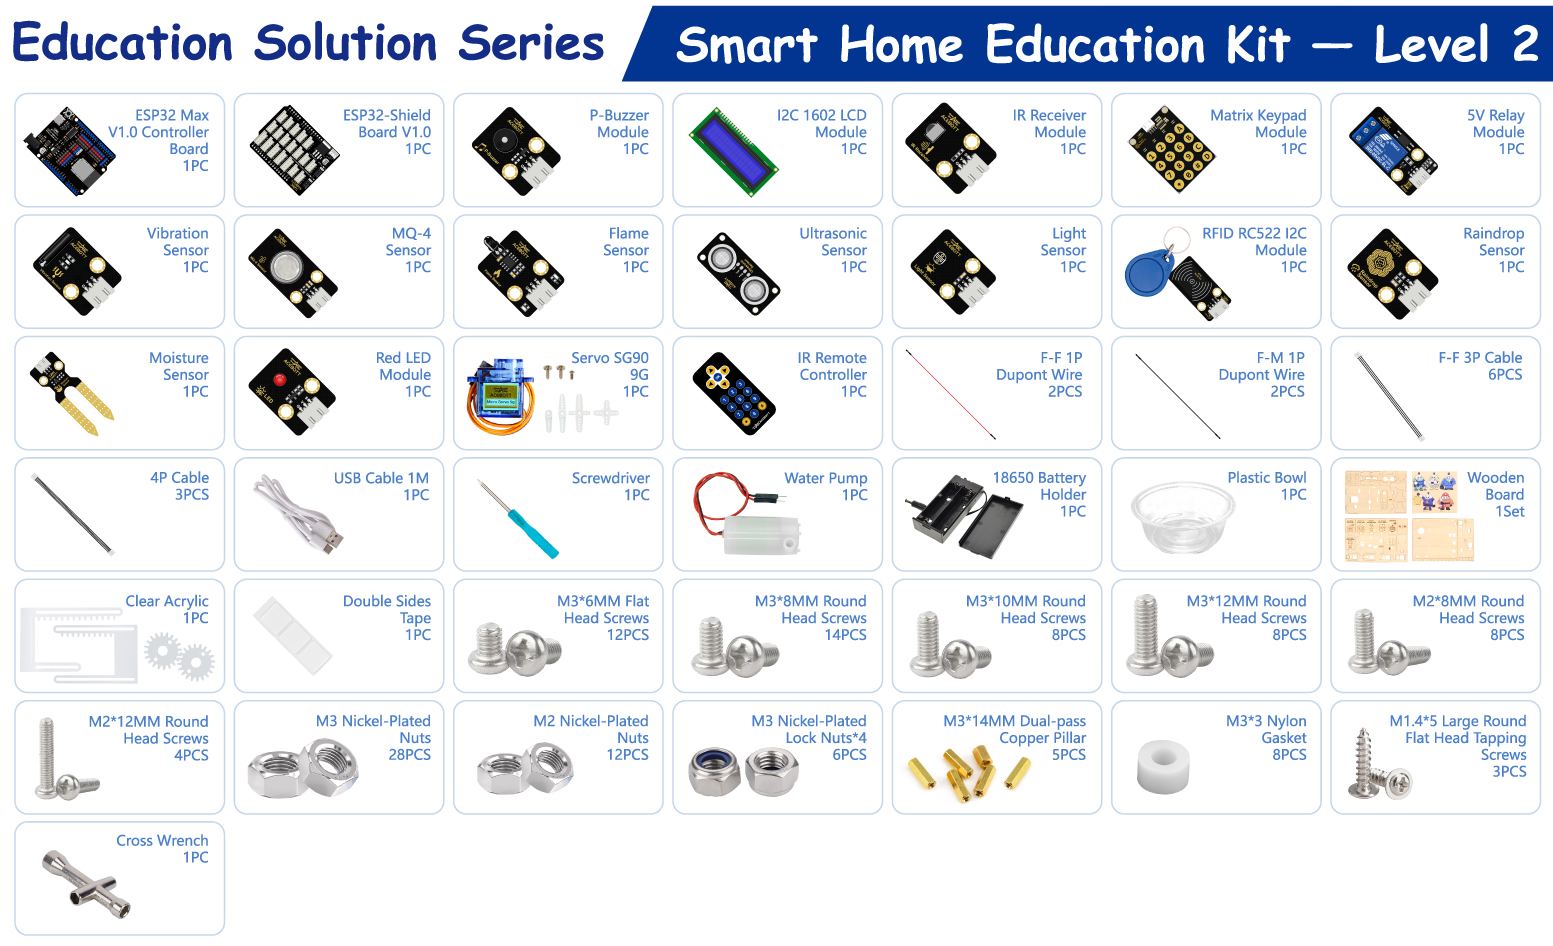 Education Solution Series
Smart Home Education Kit — Level 2
ESP32 Max
V1.0 Controller
Board
1PC
ESP32-Shield
Board V1.0
1PC
P-Buzzer
Module
1PC
I2C 1602 LCD
Module
1PC
IR Receiver
Module
1PC
Matrix Keypad
Module
1PC
5V Relay
Module
1PC
Vibration
Sensor
1PC
MQ-4
Sensor
1PC
Flame
Sensor
1PC
Ultrasonic
Sensor
1PC
Light
Sensor
1PC
RFID RC522 I2C
Module
1PC
Raindrop
Sensor
1PC
Moisture
Sensor
1PC
Red LED
Module
1PC
Servo SG90
9G
1PC
IR Remote
Controller
1PC
F-F 1P
Dupont Wire
2PCS
F-M 1P
Dupont Wire
2PCS
F-F 3P Cable
6PCS
4P Cable
3PCS
USB Cable 1M
1PC
Screwdriver
1PC
Water Pump
1PC
18650 Battery
Holder
1PC
Plastic Bowl
1PC
Wooden
Board
1Set
Clear Acrylic
1PC
Double Sides
Tape
1PC
M3*6MM Flat
Head Screws
12PCS
M3*8MM Round
Head Screws
14PCS
M3*10MM Round
Head Screws
8PCS
M3*12MM Round
Head Screws
8PCS
M2*8MM Round
Head Screws
8PCS
M2*12MM Round
Head Screws
4PCS
M3 Nickel-Plated
Nuts
28PCS
M2 Nickel-Plated
Nuts
12PCS
M3 Nickel-Plated
Lock Nuts*4
6PCS
M3*14MM Dual-pass
Copper Pillar
5PCS
M3*3 Nylon
Gasket
8PCS
M1.4*5 Large Round
Flat Head Tapping
Screws
3PCS
Cross Wrench
1PC